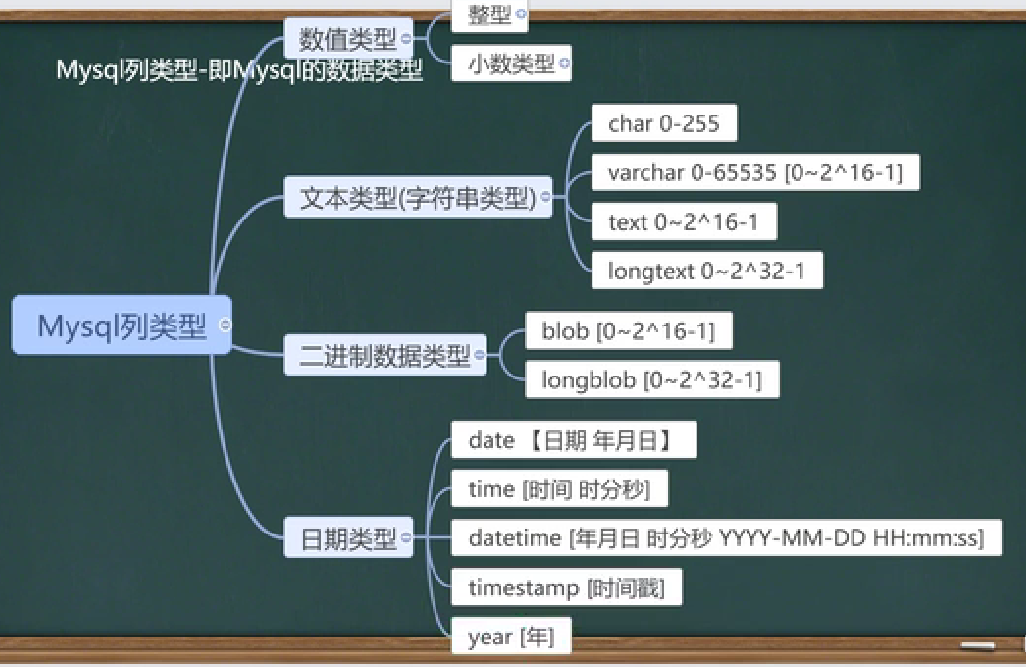 整型
数值类型
小数类型
Mysql列类型-即Mysql的数据类型
char 0-255
varchar 0-65535 [0~2^16-1]
文本类型(字符串类型)
text 0~2^16-1
longtext 0~2^32-1
Mysql列类型
blob [0~2^16-1]
二进制数据类型
longblob [0~2^32-1]
date 【日期 年月日】
time [时间 时分秒]
日期类型
datetime [年月日 时分秒 YYYY-MM-DD HH:mm:ss]
timestamp [时间戳]
year [年]